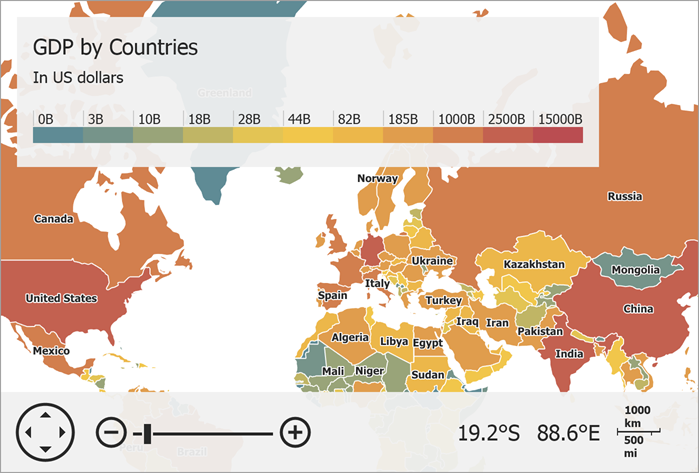 GDP by Countries
In US dollars
Greenland
0B 3B 10B 18B 28B 44B 82B 185B 1000B 2500B 15000B
Norway
Russia
Canada
Ukraine
Kazakhstan
Mongolia
United States
Italy
Spain
Turkey
China
Iraq
Iran
Pakistan
Algeria
Libya
Egypt
India
Mexico
Mali
Niger
Sudan
Peru
Brazil
19.2°S 88.6°E
1000
km
500
mi